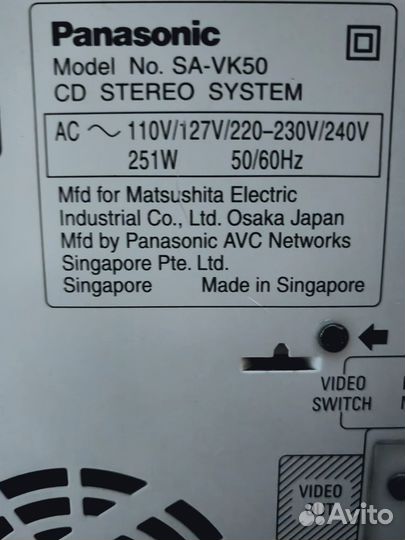 Panasonic
Model No. SA-VK50
CD STEREO SYSTEM
AC ～ 110V/127V/220–230V/240V
251W 50/60Hz
Mfd for Matsushita Electric
Industrial Co., Ltd. Osaka Japan
Mfd by Panasonic AVC Networks
Singapore Pte. Ltd.
Singapore Made in Singapore
VIDEO
SWITCH
VIDEO
Avito